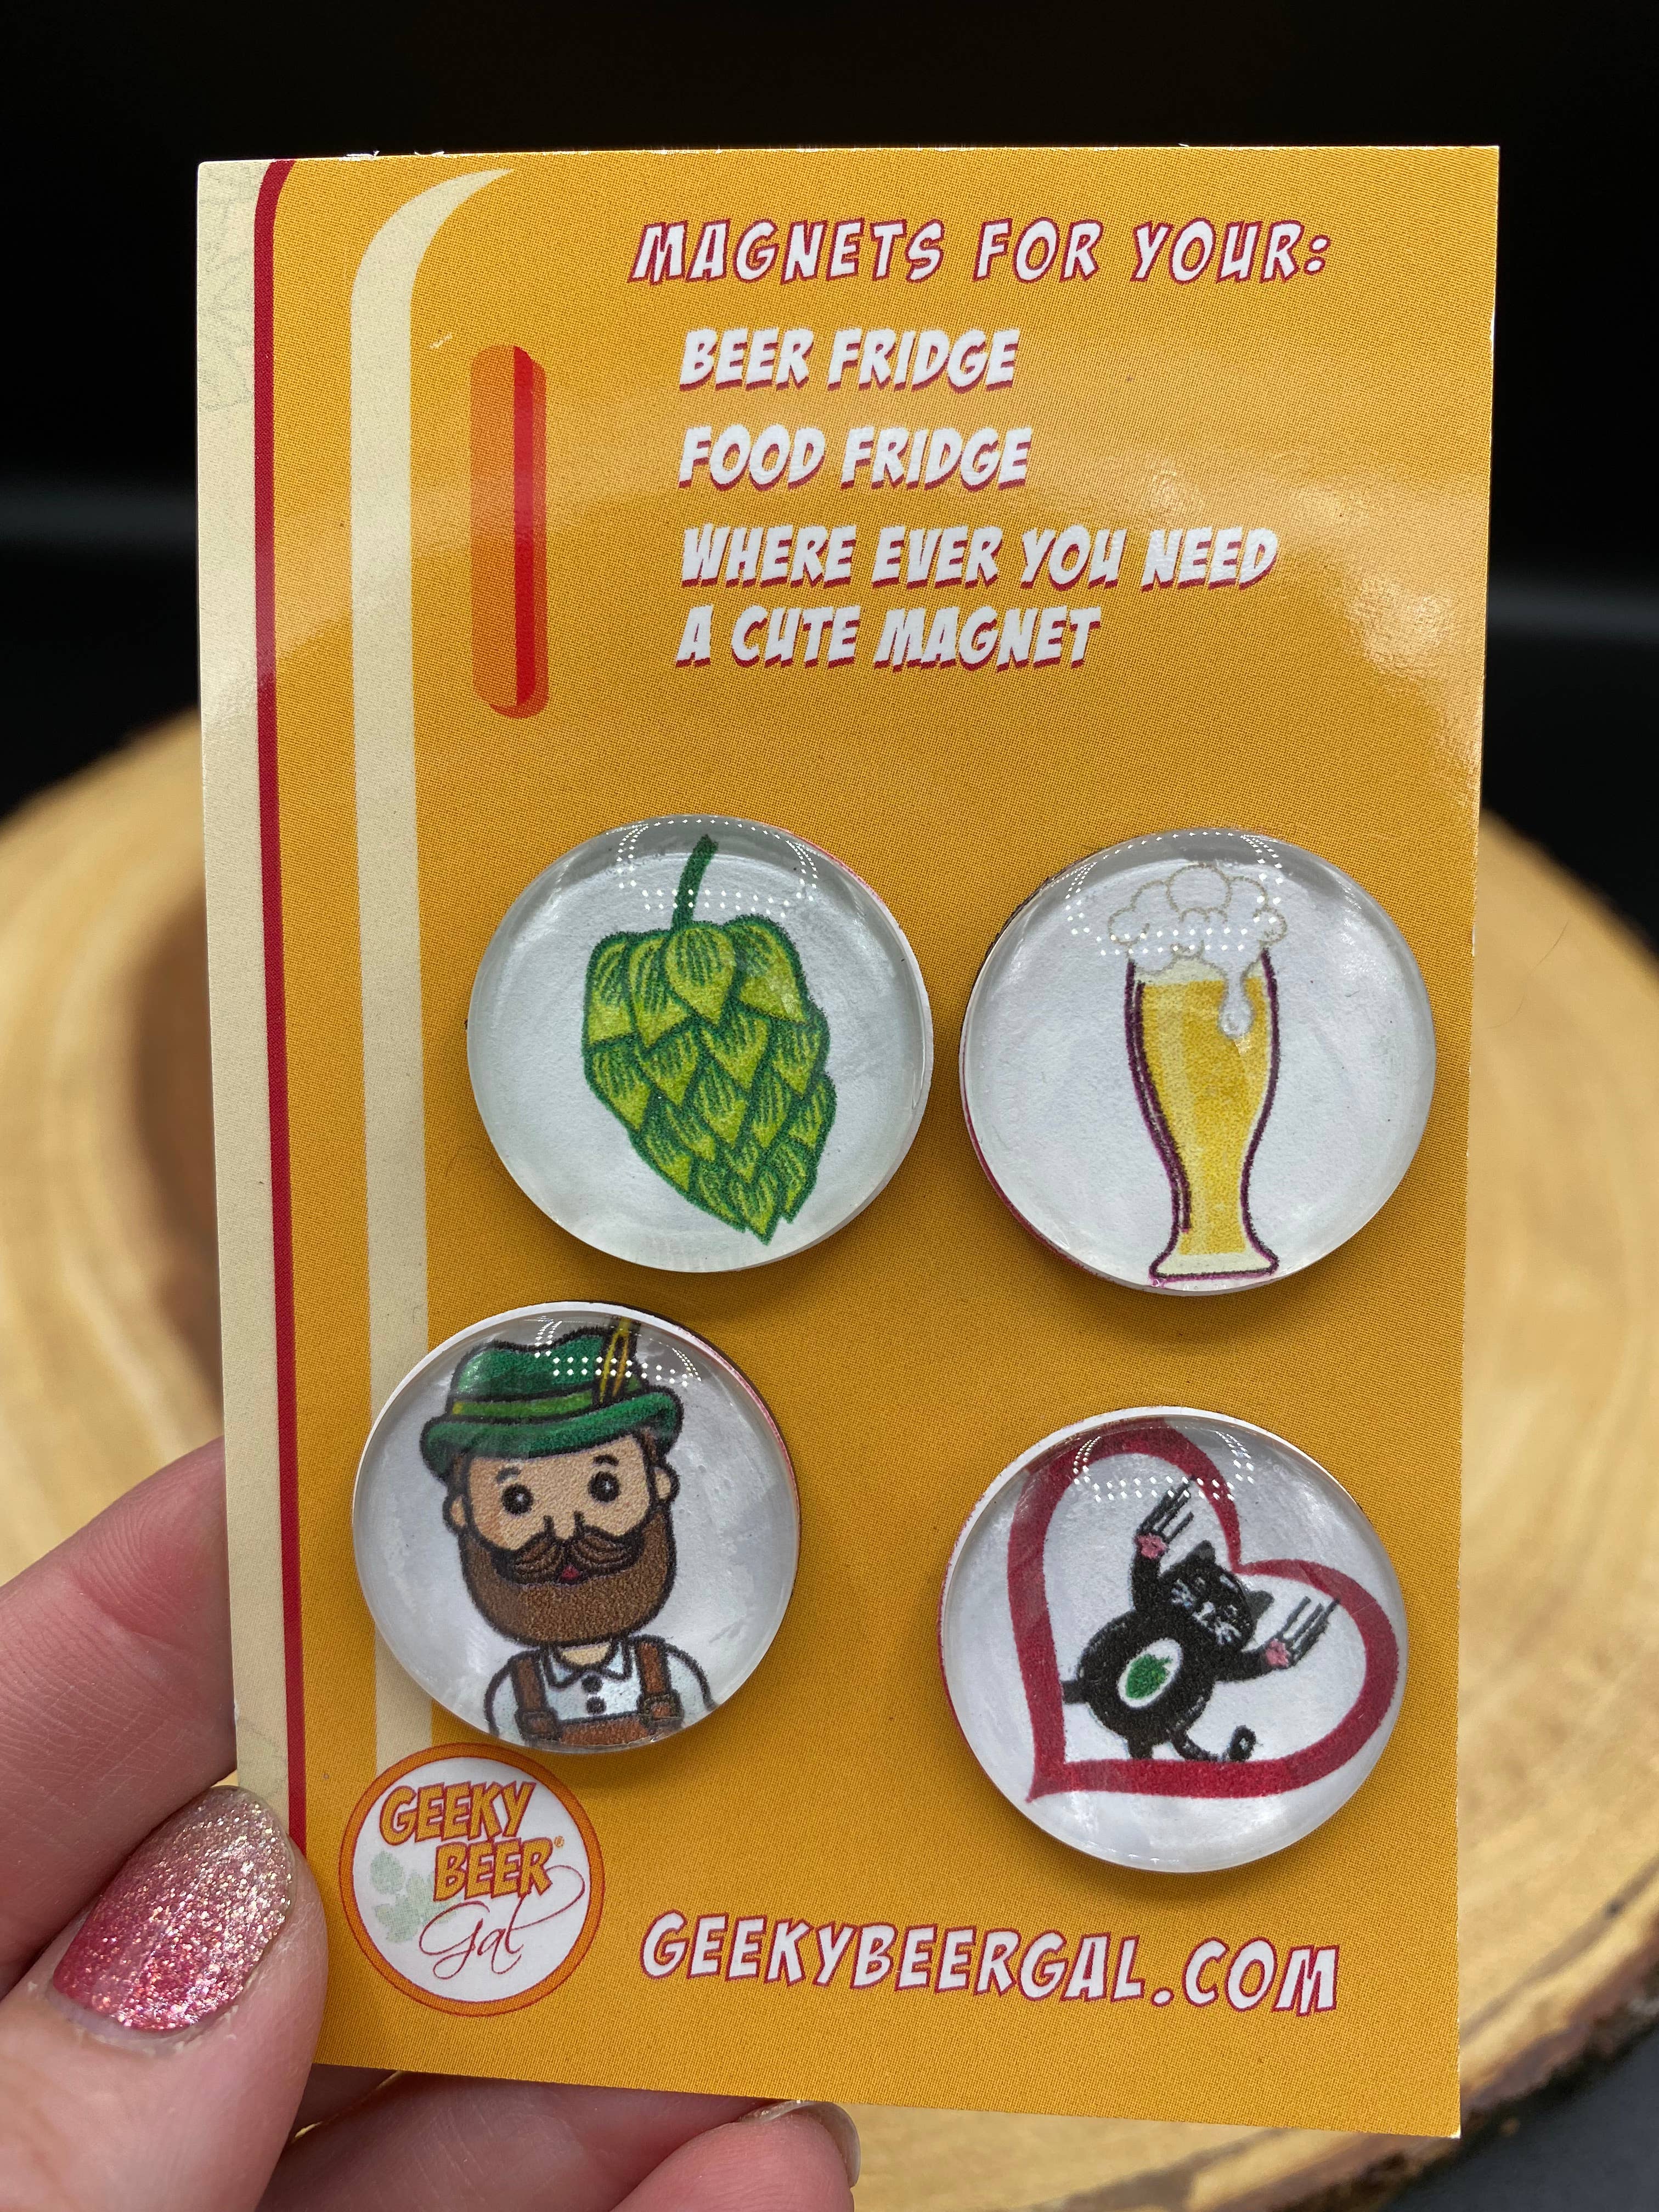 MAGNETS FOR YOUR:
BEER FRIDGE
FOOD FRIDGE
WHERE EVER YOU NEED
A CUTE MAGNET
GEEKY
BEER®
Gal
GEEKYBEERGAL.COM